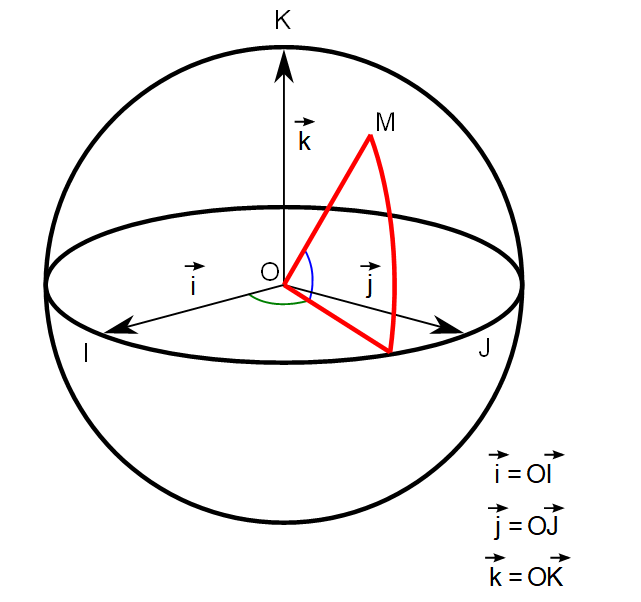 K
M
k
O
i
j
I
J
i = OI
j = OJ
k = OK